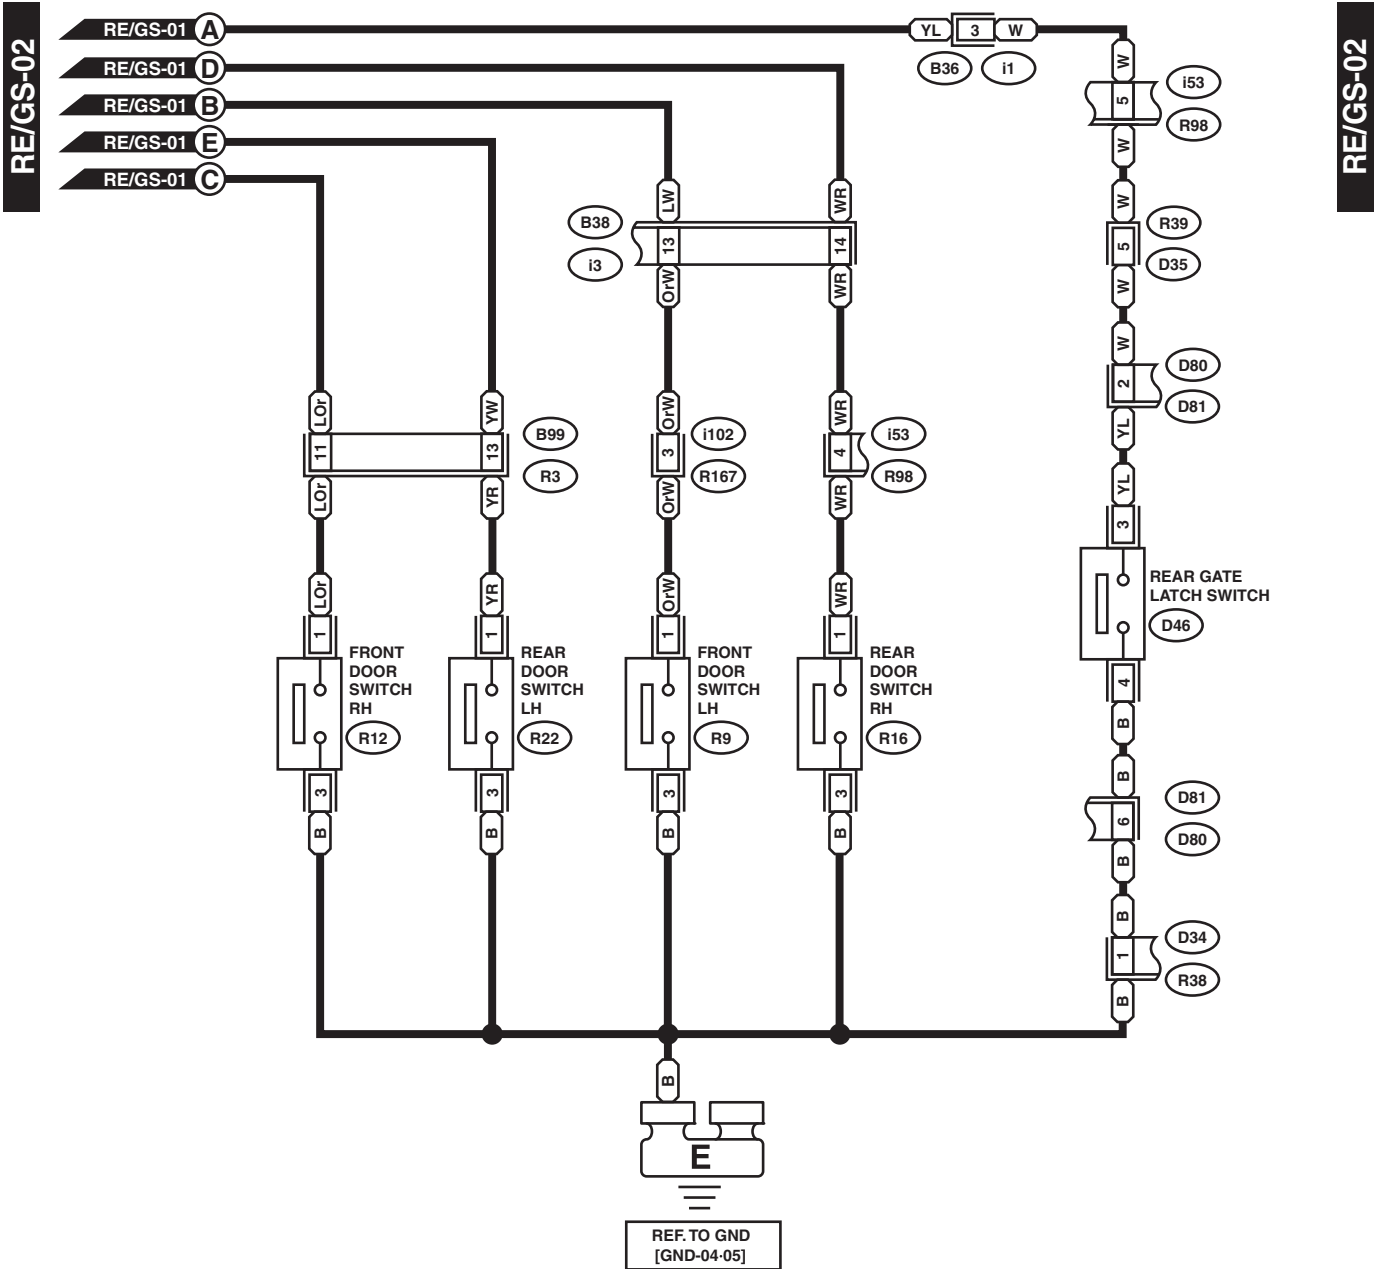 RE/GS-02
RE/GS-02
RE/GS-01 A
RE/GS-01 D
RE/GS-01 B
RE/GS-01 E
RE/GS-01 C
YL 3 W
B36 i1
W
5
i53
R98
W
W
5
R39
D35
W
W
2
D80
D81
YL
YL
3
REAR GATE
LATCH SWITCH
D46
4
B
B
6
D81
D80
B
B
1
D34
R38
B
LW WR
B38
13 14
i3
OrW WR
LOr YW OrW WR
11 13 B99 3 i102 4 i53
R3 R167 R98
LOr YR OrW WR
LOr YR OrW WR
1 1 1 1
FRONT
DOOR
SWITCH
RH
R12
REAR
DOOR
SWITCH
LH
R22
FRONT
DOOR
SWITCH
LH
R9
REAR
DOOR
SWITCH
RH
R16
3 3 3 3
B B B B
B
E
REF. TO GND
[GND-04·05]